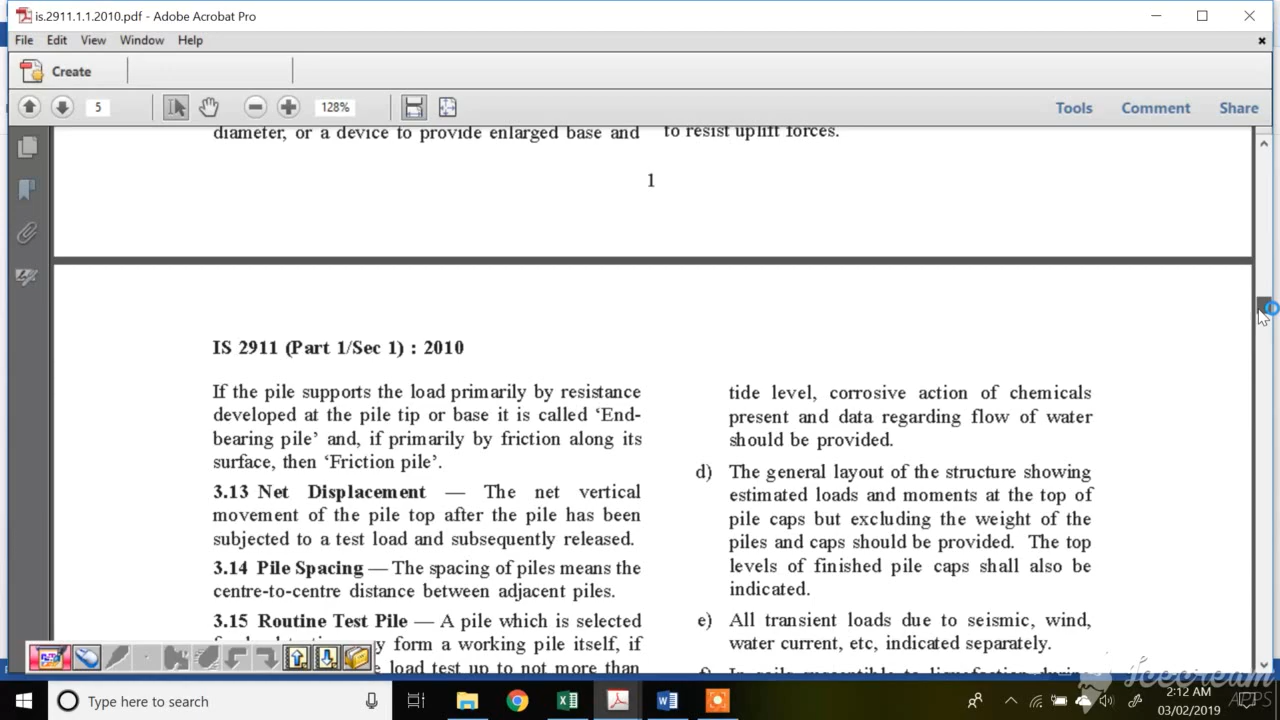 is.2911.1.1.2010.pdf - Adobe Acrobat Pro
File Edit View Window Help
Create
5
128%
Tools Comment Share
diameter, or a device to provide enlarged base and
to resist uplift forces.
1
IS 2911 (Part 1/Sec 1) : 2010
If the pile supports the load primarily by resistance
developed at the pile tip or base it is called ‘End-
bearing pile’ and, if primarily by friction along its
surface, then ‘Friction pile’.
3.13 Net Displacement — The net vertical
movement of the pile top after the pile has been
subjected to a test load and subsequently released.
3.14 Pile Spacing — The spacing of piles means the
centre-to-centre distance between adjacent piles.
3.15 Routine Test Pile — A pile which is selected
form a working pile itself, if
load test up to not more than
tide level, corrosive action of chemicals
present and data regarding flow of water
should be provided.
d) The general layout of the structure showing
estimated loads and moments at the top of
pile caps but excluding the weight of the
piles and caps should be provided. The top
levels of finished pile caps shall also be
indicated.
e) All transient loads due to seismic, wind,
water current, etc, indicated separately.
Icecream
APPS
Type here to search
2:12 AM
03/02/2019